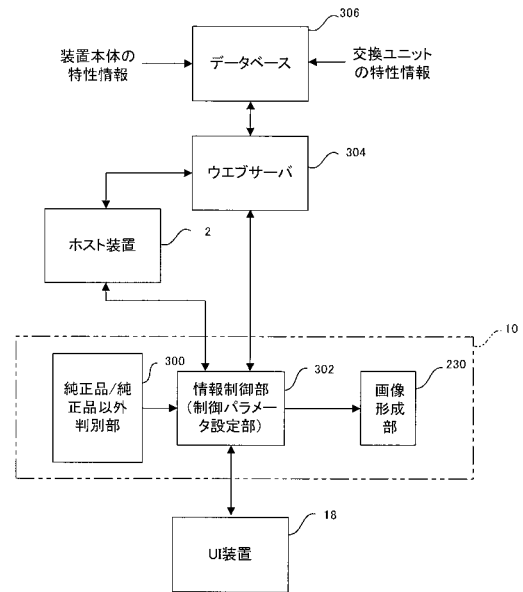 306
装置本体の
特性情報
データベース
交換ユニット
の特性情報
304
ウエブサーバ
2
ホスト装置
10
300
純正品/純
正品以外
判別部
302
情報制御部
(制御パラメー
タ設定部)
230
画像
形成
部
18
UI装置